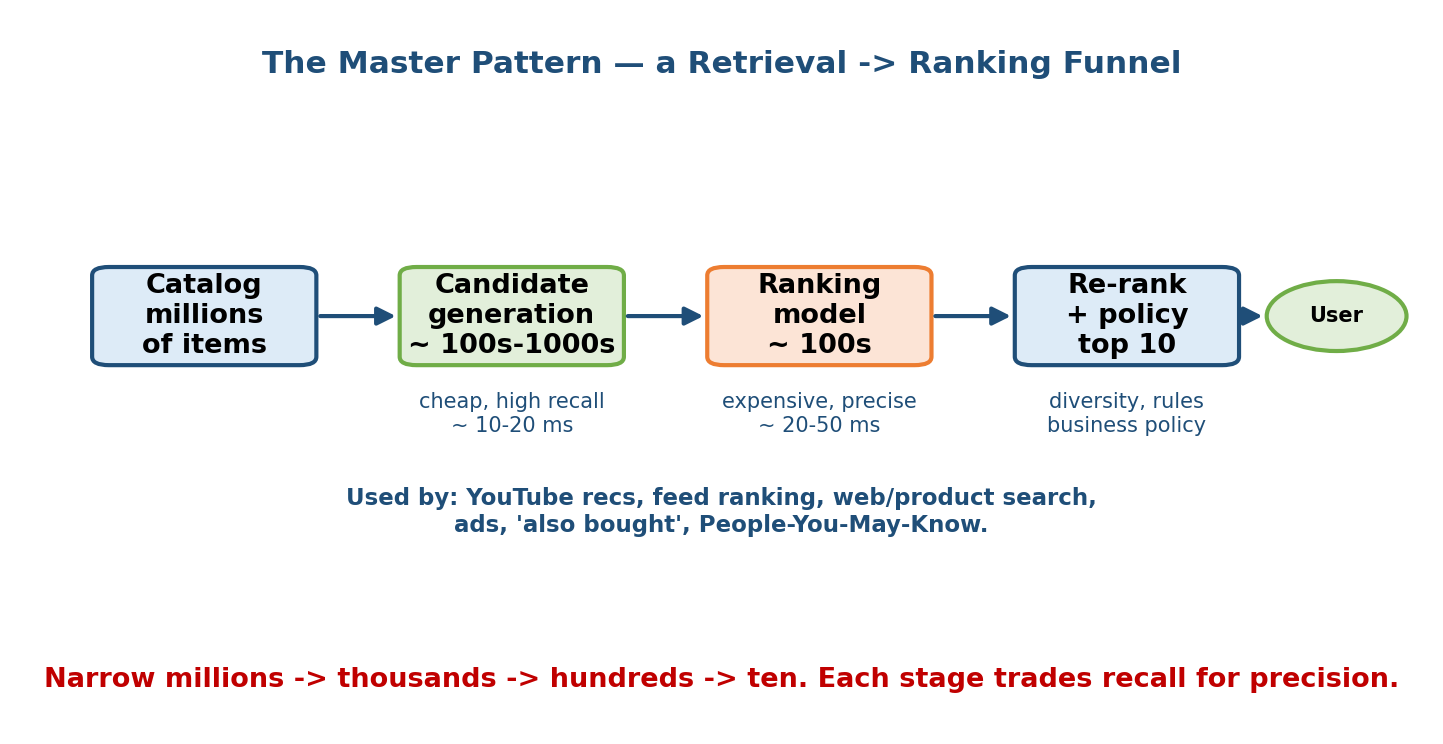 The Master Pattern — a Retrieval -> Ranking Funnel
Catalog
millions
of items
Candidate
generation
~ 100s-1000s
Ranking
model
~ 100s
Re-rank
+ policy
top 10
User
cheap, high recall
~ 10-20 ms
expensive, precise
~ 20-50 ms
diversity, rules
business policy
Used by: YouTube recs, feed ranking, web/product search,
ads, 'also bought', People-You-May-Know.
Narrow millions -> thousands -> hundreds -> ten. Each stage trades recall for precision.